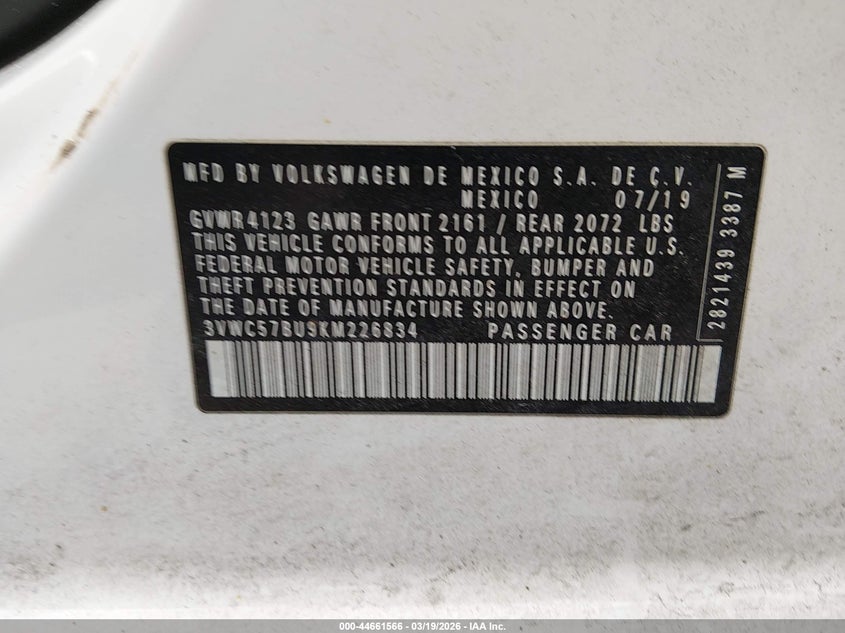 MFD BY VOLKSWAGEN DE MEXICO S.A. DE C.V.
MEXICO 07/19
GVWR 4123 GAWR FRONT 2161 / REAR 2072 LBS
THIS VEHICLE CONFORMS TO ALL APPLICABLE U.S.
FEDERAL MOTOR VEHICLE SAFETY, BUMPER AND
THEFT PREVENTION STANDARDS IN EFFECT ON
THE DATE OF MANUFACTURE SHOWN ABOVE.
3VWC57BU9KM226834 PASSENGER CAR
2821439 3387 M
000-44661566 — 03/19/2026 — IAA Inc.